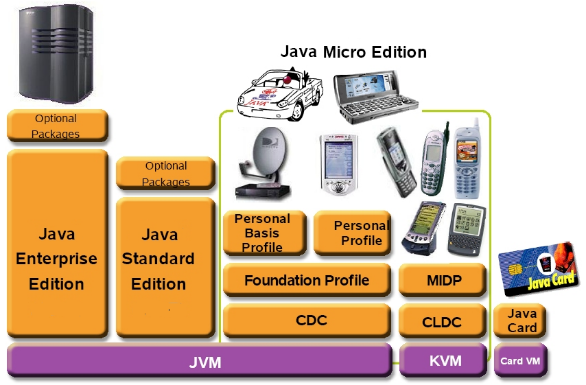 Java Micro Edition
JAVA
Optional
Packages
Optional
Packages
Java
Enterprise
Edition
Java
Standard
Edition
Personal
Basis
Profile
Personal
Profile
Foundation Profile
MIDP
CDC
CLDC
Java Card
Java
Card
JVM
KVM
Card VM